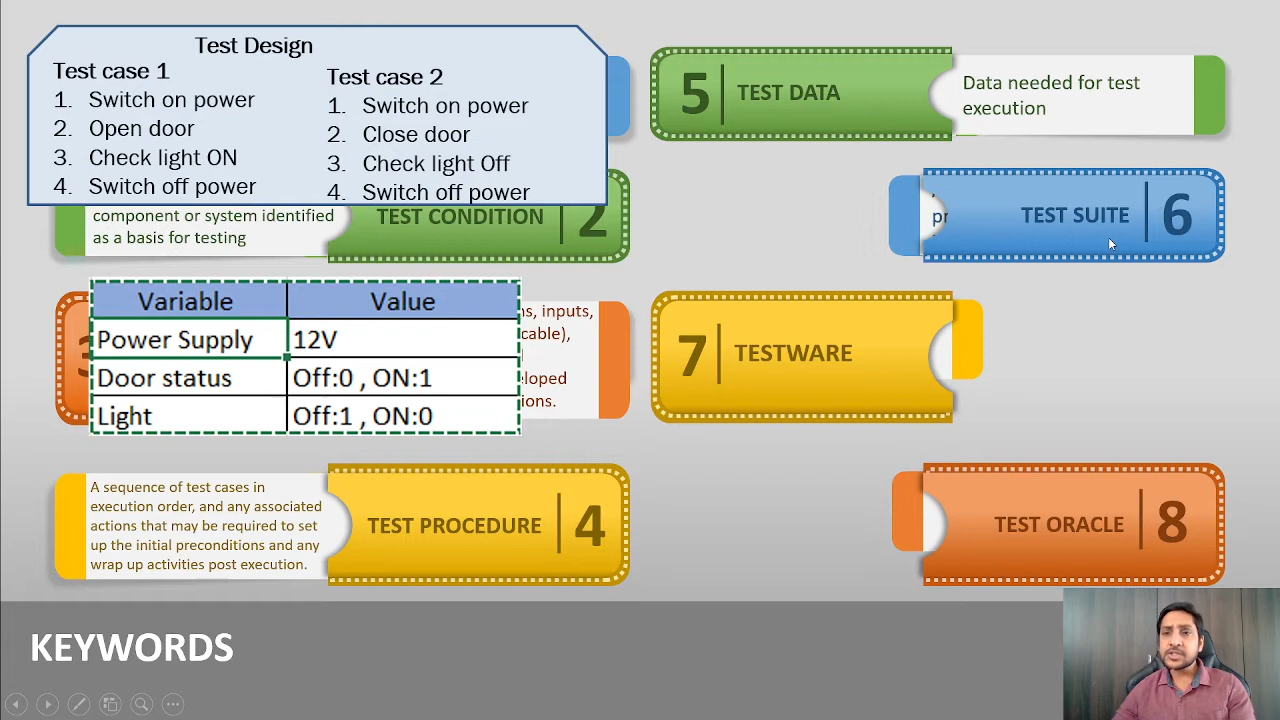 Test Design
Test case 1
1. Switch on power
2. Open door
3. Check light ON
4. Switch off power
Test case 2
1. Switch on power
2. Close door
3. Check light Off
4. Switch off power
5 TEST DATA
Data needed for test
execution
component or system identified
as a basis for testing
TEST CONDITION 2
pr
TEST SUITE 6
Variable Value
Power Supply 12V
Door status Off:0 , ON:1
Light Off:1 , ON:0
inputs,
cable),
eloped
ions.
7 TESTWARE
A sequence of test cases in
execution order, and any associated
actions that may be required to set
up the initial preconditions and any
wrap up activities post execution.
TEST PROCEDURE 4
TEST ORACLE 8
KEYWORDS